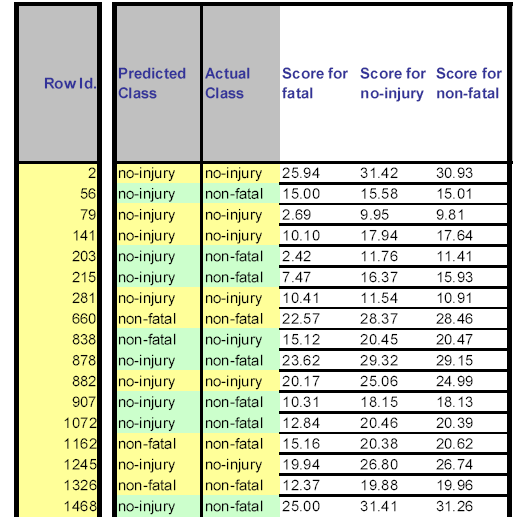 Row Id. Predicted Class Actual Class Score for fatal Score for no-injury Score for non-fatal
2 no-injury no-injury 25.94 31.42 30.93
56 no-injury non-fatal 15.00 15.58 15.01
79 no-injury no-injury 2.69 9.95 9.81
141 no-injury no-injury 10.10 17.94 17.64
203 no-injury non-fatal 2.42 11.76 11.41
215 no-injury non-fatal 7.47 16.37 15.93
281 no-injury no-injury 10.41 11.54 10.91
660 non-fatal non-fatal 22.57 28.37 28.46
838 non-fatal no-injury 15.12 20.45 20.47
878 no-injury non-fatal 23.62 29.32 29.15
882 no-injury no-injury 20.17 25.06 24.99
907 no-injury non-fatal 10.31 18.15 18.13
1072 no-injury non-fatal 12.84 20.46 20.39
1162 non-fatal non-fatal 15.16 20.38 20.62
1245 no-injury no-injury 19.94 26.80 26.74
1326 non-fatal non-fatal 12.37 19.88 19.96
1468 no-injury non-fatal 25.00 31.41 31.26